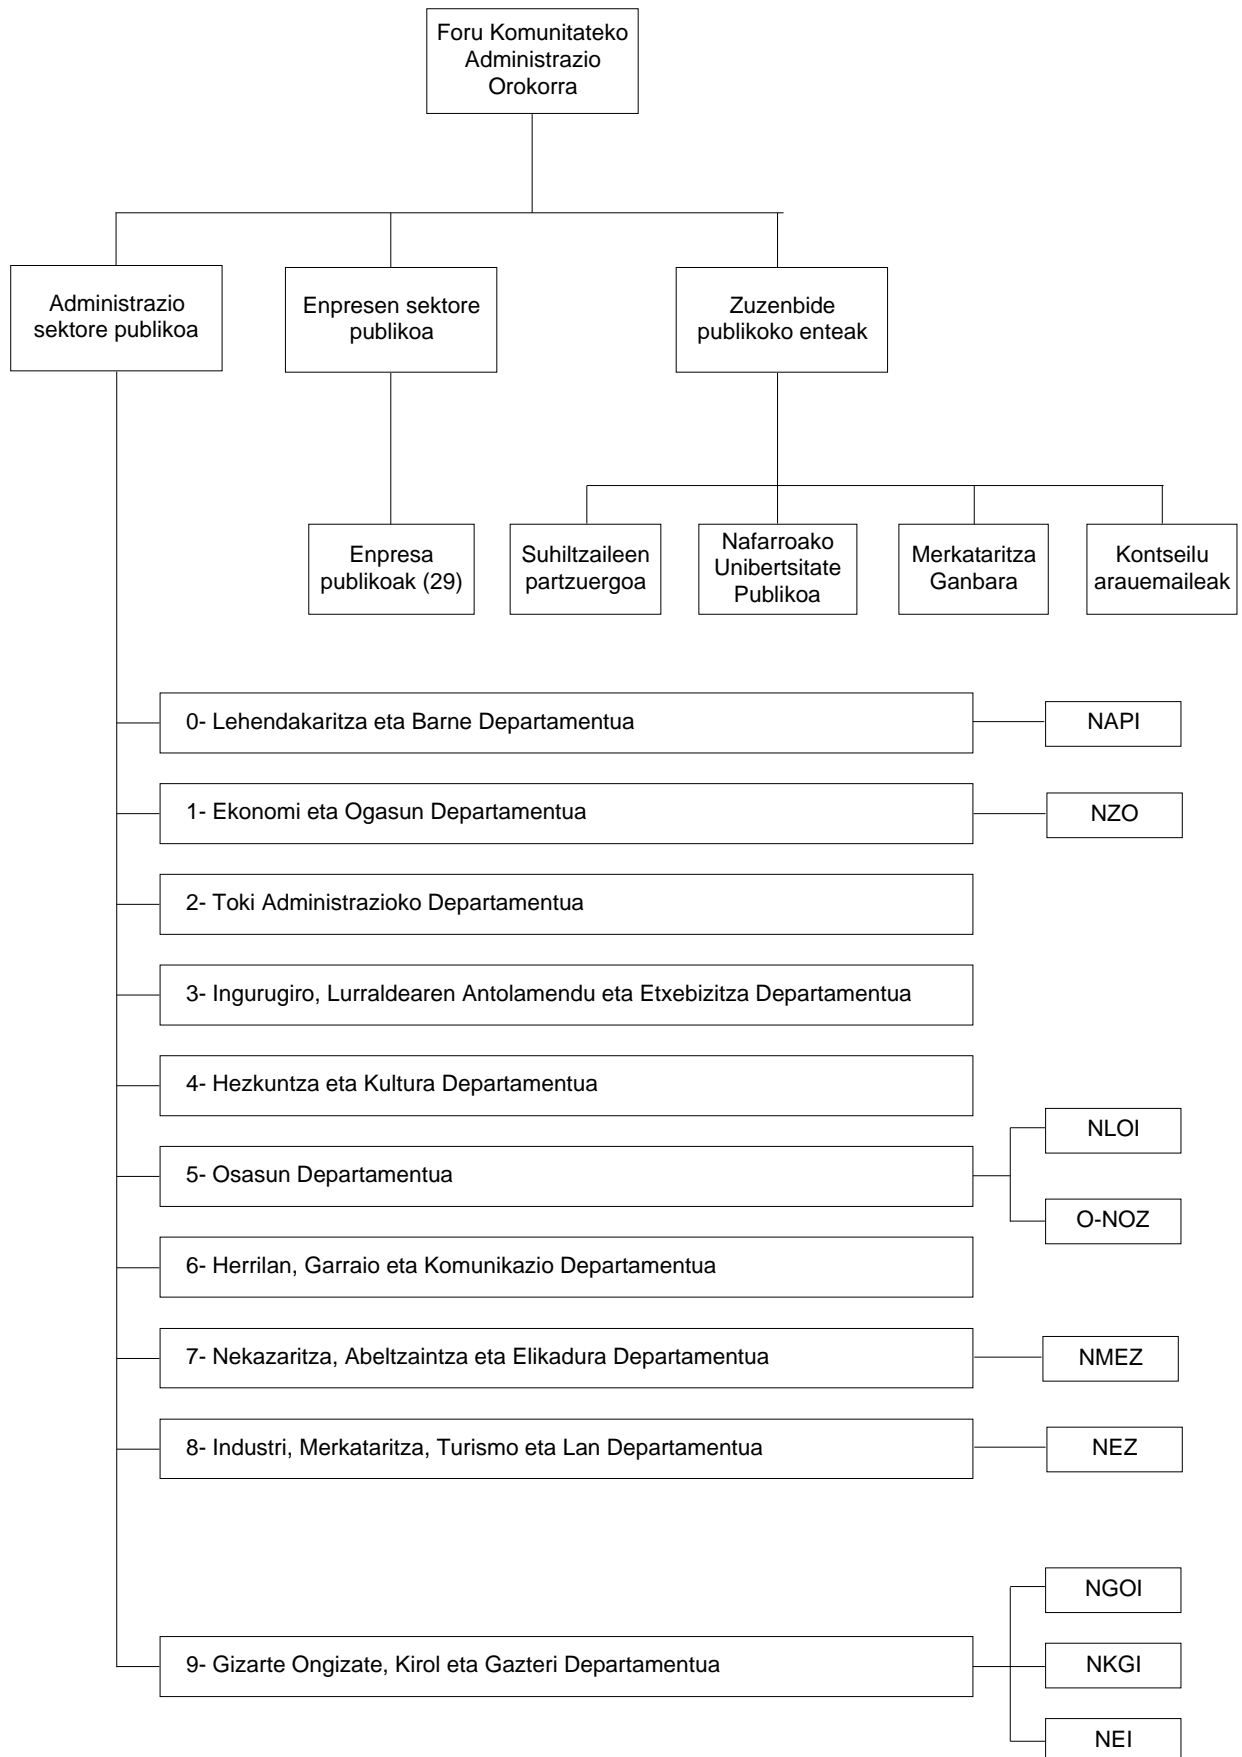 Foru Komunitateko
Administrazio
Orokorra
Administrazio
sektore publikoa
Enpresen sektore
publikoa
Zuzenbide
publikoko enteak
Enpresa
publikoak (29)
Suhiltzaileen
partzuergoa
Nafarroako
Unibertsitate
Publikoa
Merkataritza
Ganbara
Kontseilu
arauemaileak
0- Lehendakaritza eta Barne Departamentua
NAPI
1- Ekonomi eta Ogasun Departamentua
NZO
2- Toki Administrazioko Departamentua
3- Ingurugiro, Lurraldearen Antolamendu eta Etxebizitza Departamentua
4- Hezkuntza eta Kultura Departamentua
5- Osasun Departamentua
NLOI
O-NOZ
6- Herrilan, Garraio eta Komunikazio Departamentua
7- Nekazaritza, Abeltzaintza eta Elikadura Departamentua
NMEZ
8- Industri, Merkataritza, Turismo eta Lan Departamentua
NEZ
9- Gizarte Ongizate, Kirol eta Gazteri Departamentua
NGOI
NKGI
NEI